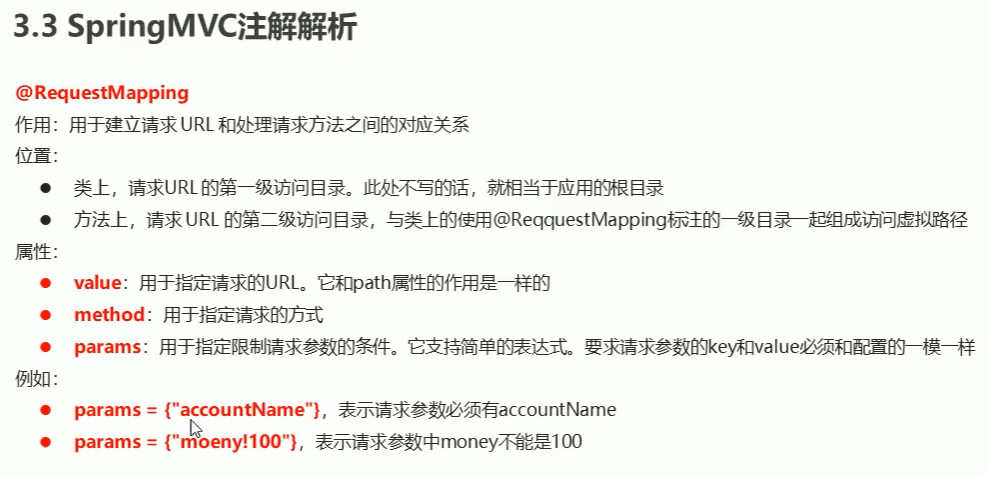 3.3 SpringMVC注解解析
@RequestMapping
作用：用于建立请求 URL 和处理请求方法之间的对应关系
位置：
● 类上，请求URL 的第一级访问目录。此处不写的话，就相当于应用的根目录
● 方法上，请求 URL 的第二级访问目录，与类上的使用@ReqquestMapping标注的一级目录一起组成访问虚拟路径
属性：
● value：用于指定请求的URL。它和path属性的作用是一样的
● method：用于指定请求的方式
● params：用于指定限制请求参数的条件。它支持简单的表达式。要求请求参数的key和value必须和配置的一模一样
例如：
● params = {"accountName"}，表示请求参数必须有accountName
● params = {"moeny!100"}，表示请求参数中money不能是100